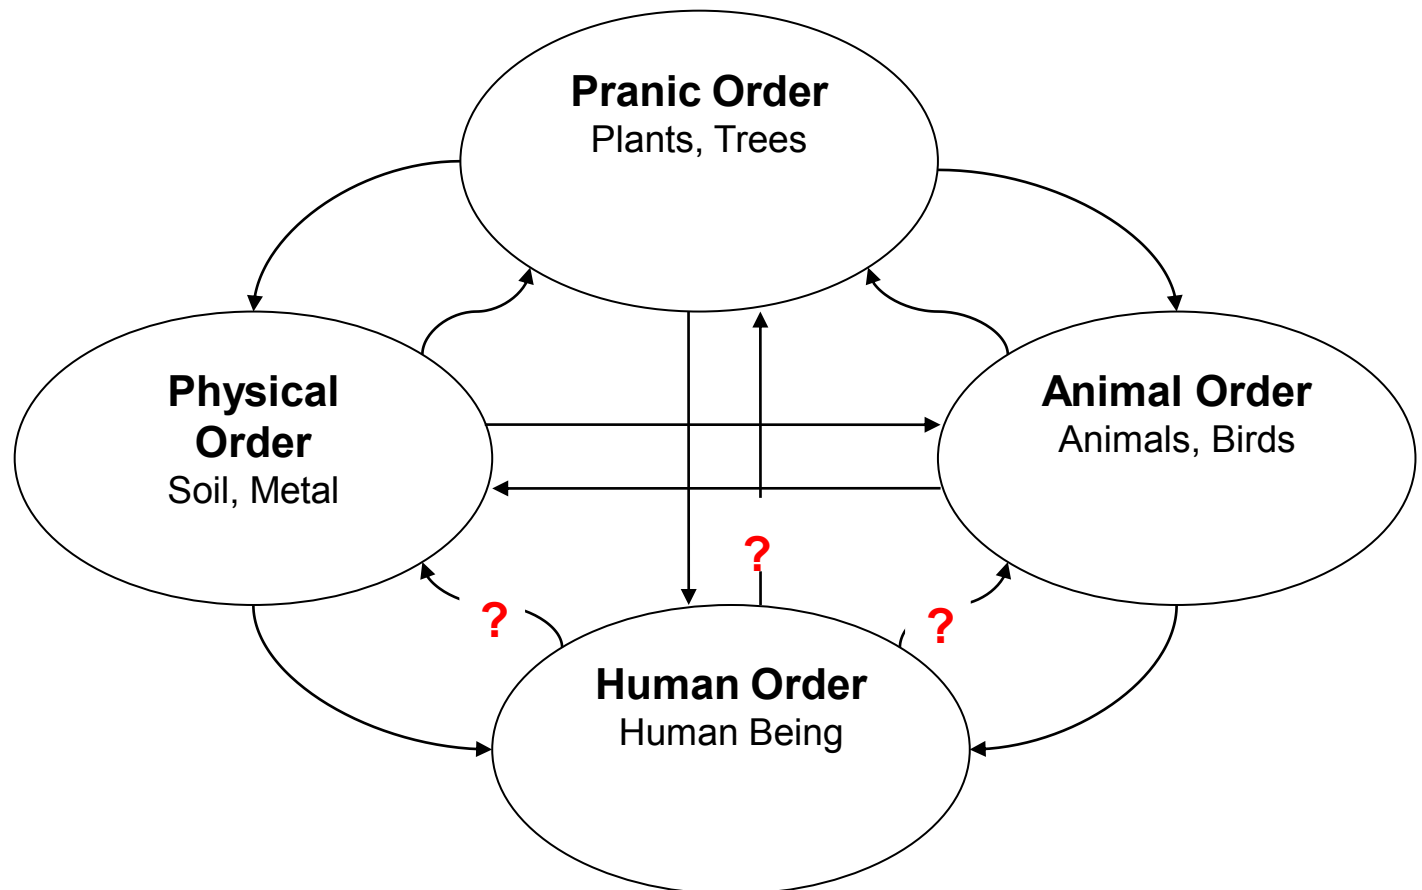 Pranic Order
Plants, Trees
Physical
Order
Soil, Metal
Animal Order
Animals, Birds
?
?
?
Human Order
Human Being